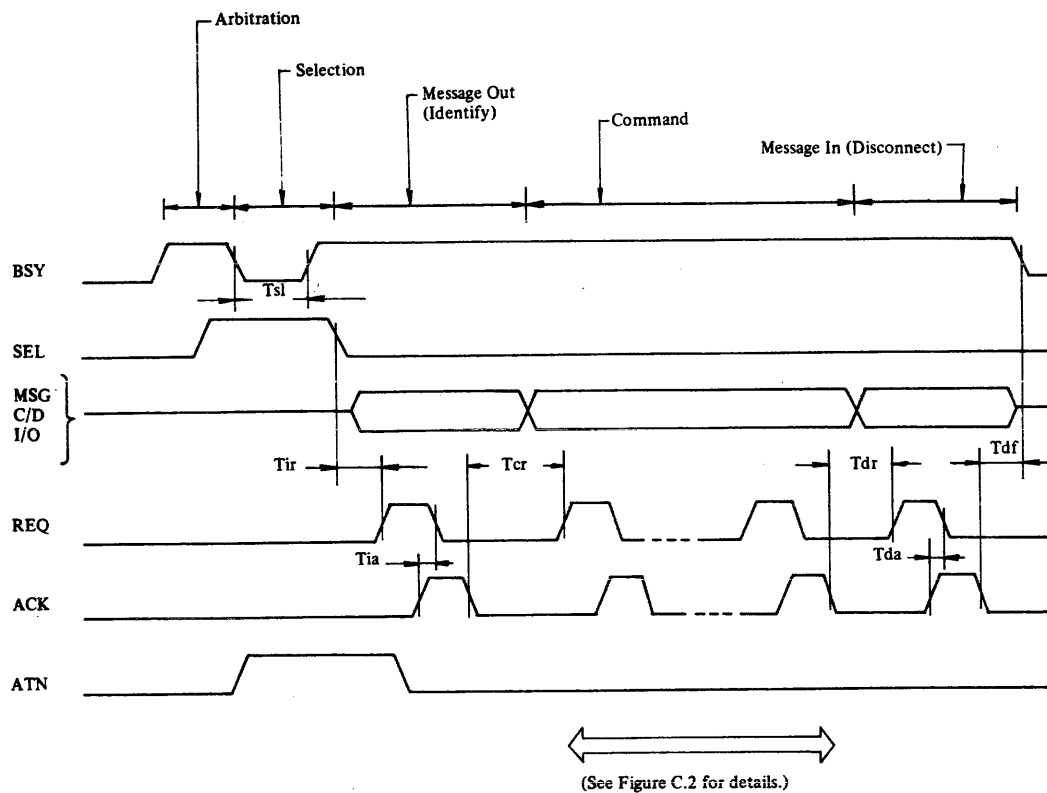 Arbitration
Selection
Message Out
(Identify)
Command
Message In (Disconnect)
BSY
Tsl
SEL
MSG
C/D
I/O
Tir
Tcr
Tdr
Tdf
REQ
Tia
Tda
ACK
ATN
(See Figure C.2 for details.)